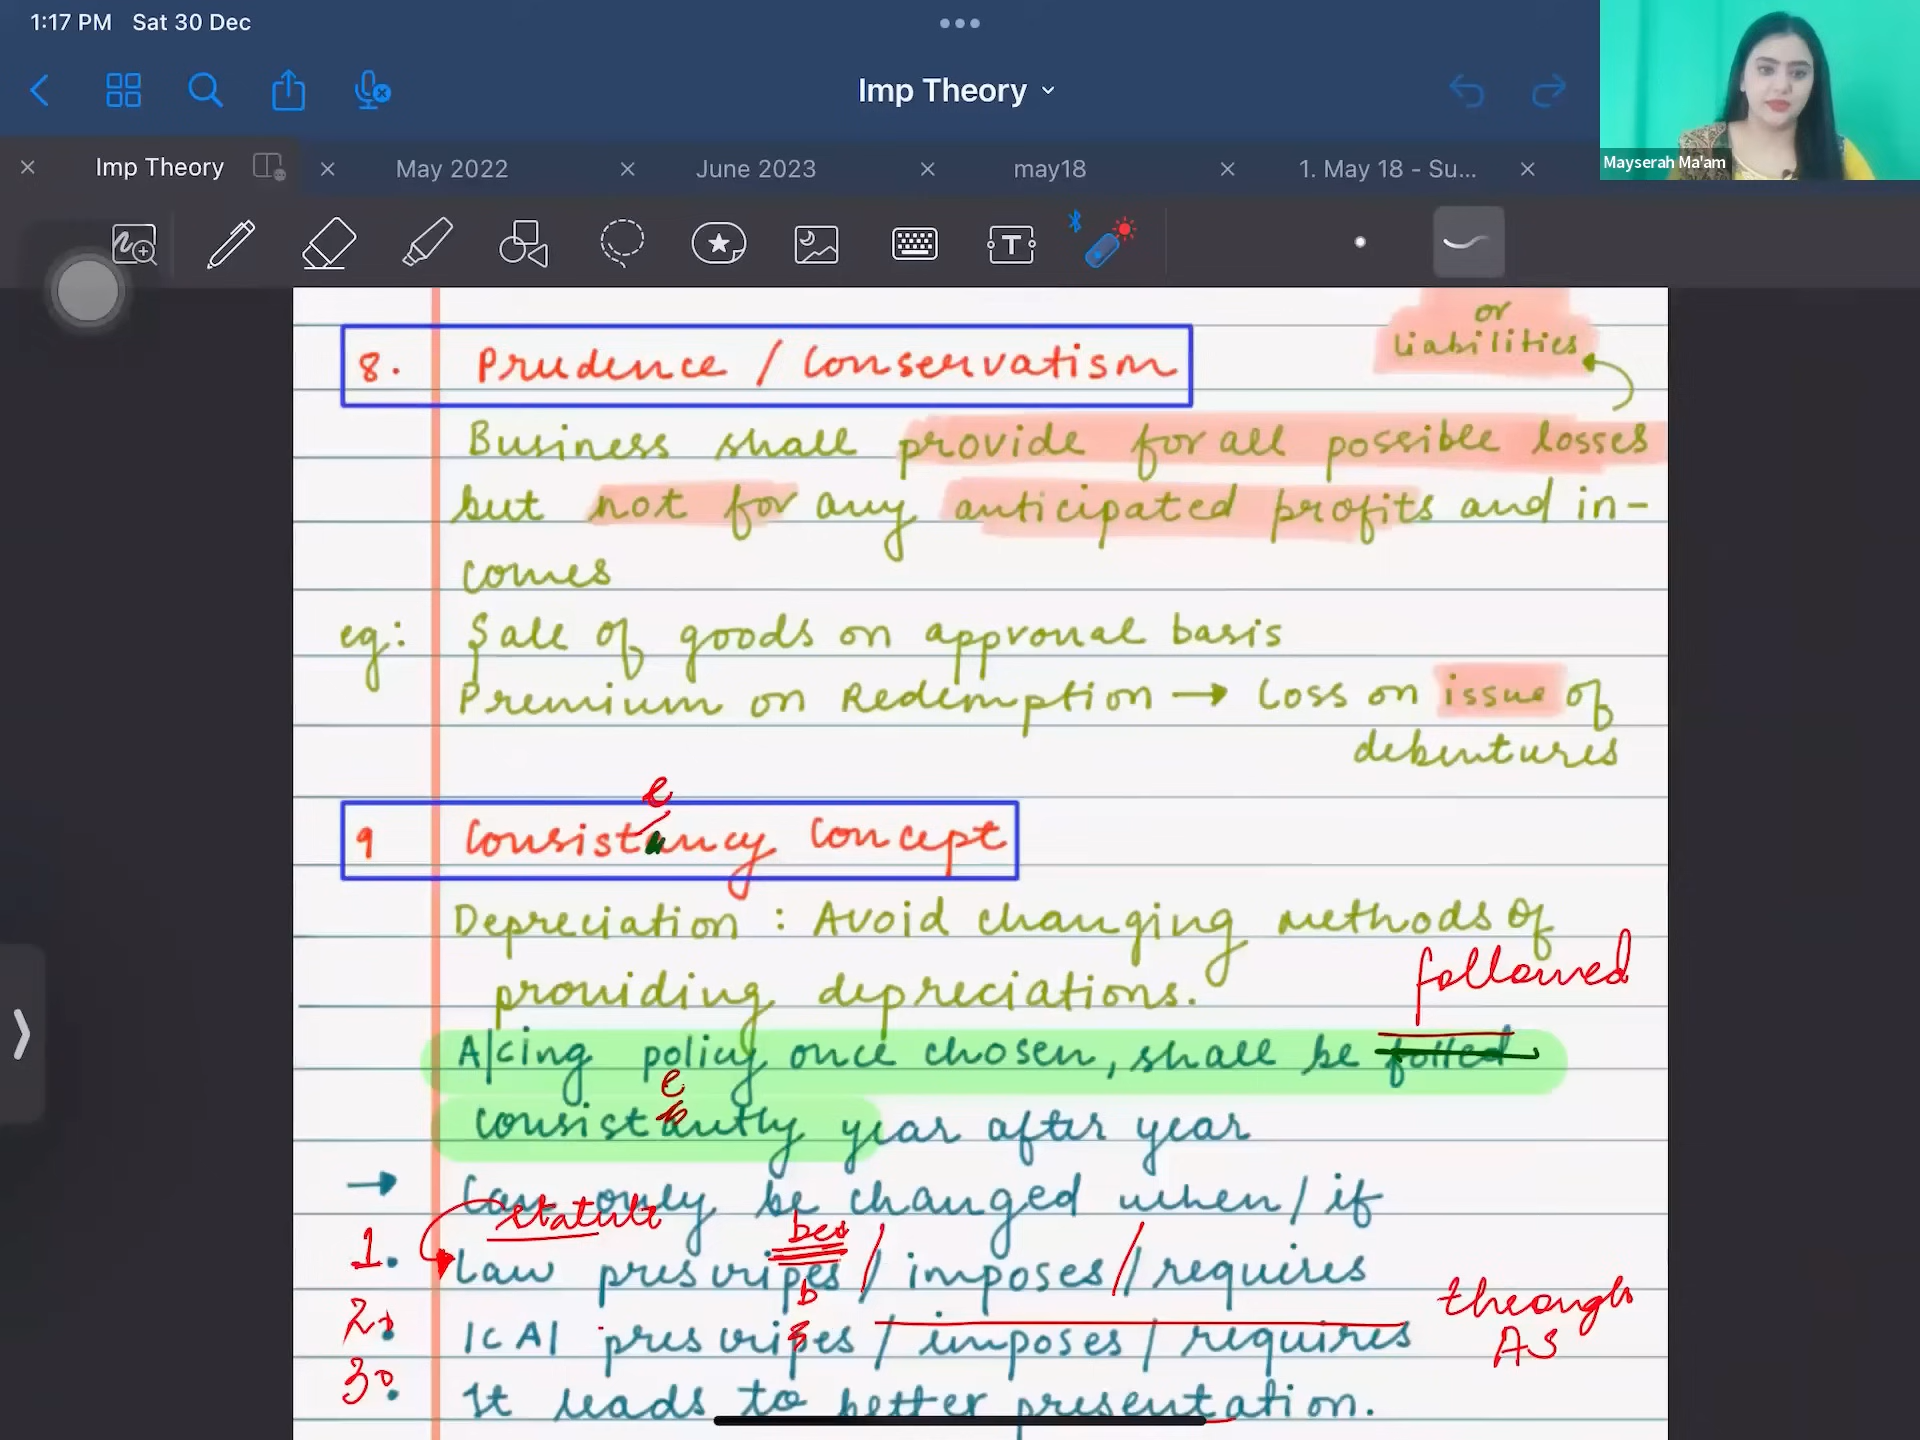 1:17 PM Sat 30 Dec
Imp Theory
Mayserah Ma'am
Imp Theory May 2022 June 2023 may18 1. May 18 - Su...
T
or
liabilities
8. Prudence / Conservatism
Business shall provide for all possible losses
but not for any anticipated profits and in-
comes
eg: Sale of goods on approval basis
Premium on Redemption → Loss on issue of
debentures
e
9 Consistancy Concept
Depreciation : Avoid changing methods of
providing depreciations.
followed
A/cing policy once chosen, shall be folled
e
consistantly year after year
→ Can only be changed when / if
statute
bes
1. Law prescripes / imposes / requires
b
through
2. ICAI prescripes / imposes / requires
AS
3. It leads to better presentation.